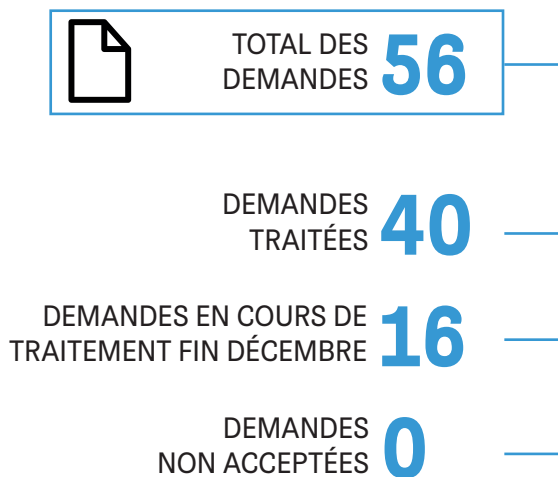 TOTAL DES
DEMANDES 56
DEMANDES
TRAITÉES 40
DEMANDES EN COURS DE
TRAITEMENT FIN DÉCEMBRE 16
DEMANDES
NON ACCEPTÉES 0